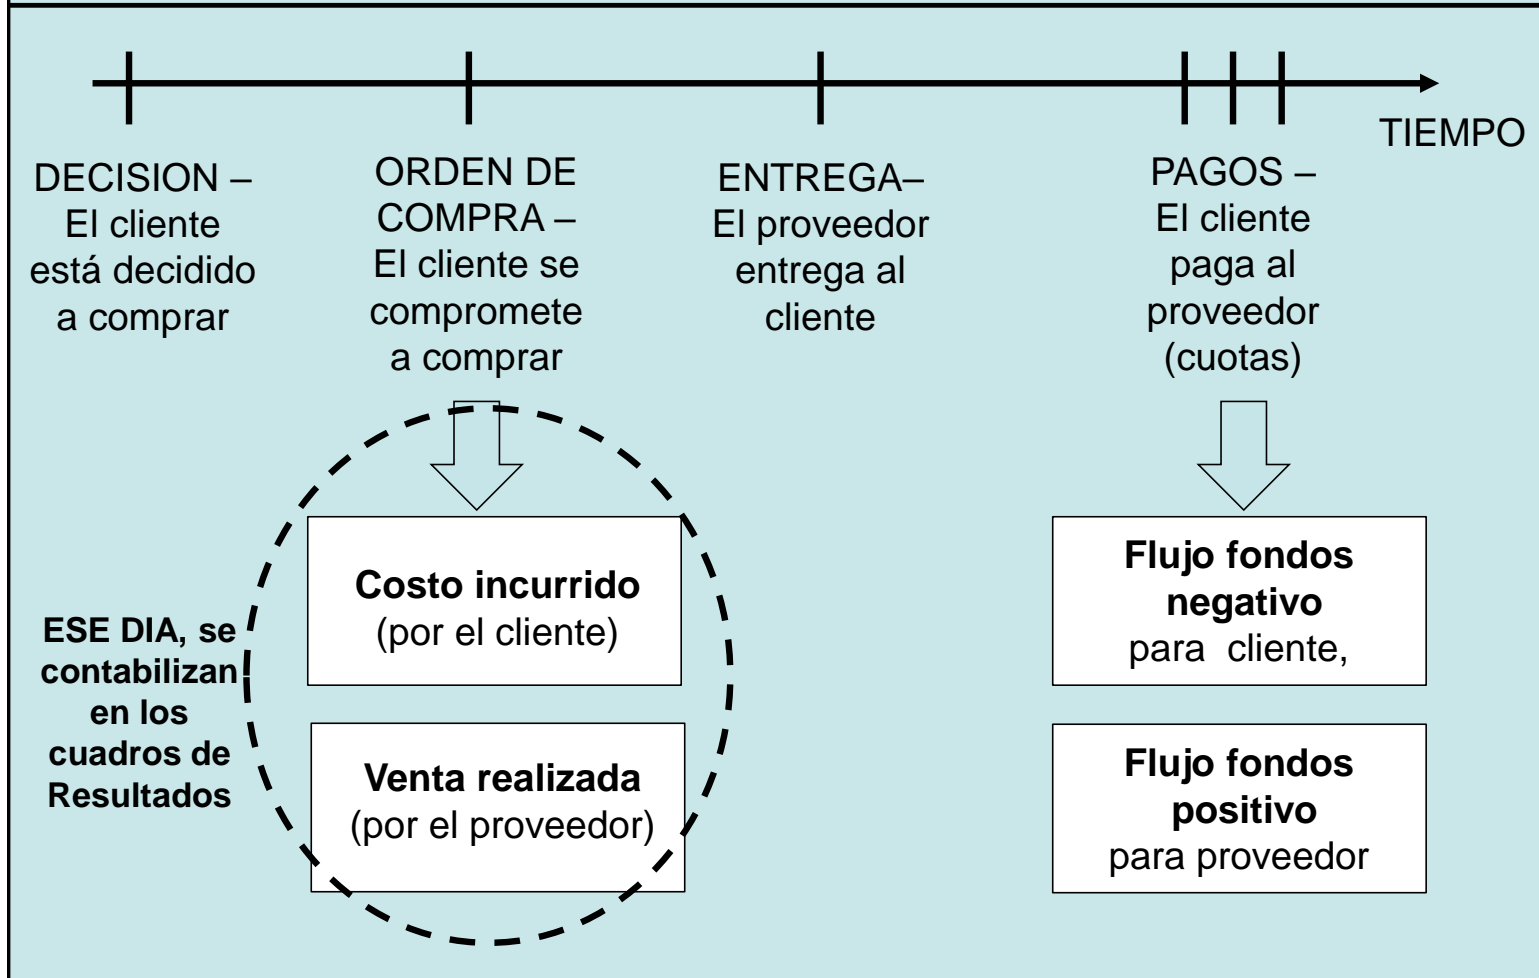 TIEMPO
DECISION –
El cliente
está decidido
a comprar
ORDEN DE
COMPRA –
El cliente se
compromete
a comprar
ENTREGA–
El proveedor
entrega al
cliente
PAGOS –
El cliente
paga al
proveedor
(cuotas)
ESE DIA, se
contabilizan
en los
cuadros de
Resultados
Costo incurrido
(por el cliente)
Venta realizada
(por el proveedor)
Flujo fondos
negativo
para cliente,
Flujo fondos
positivo
para proveedor